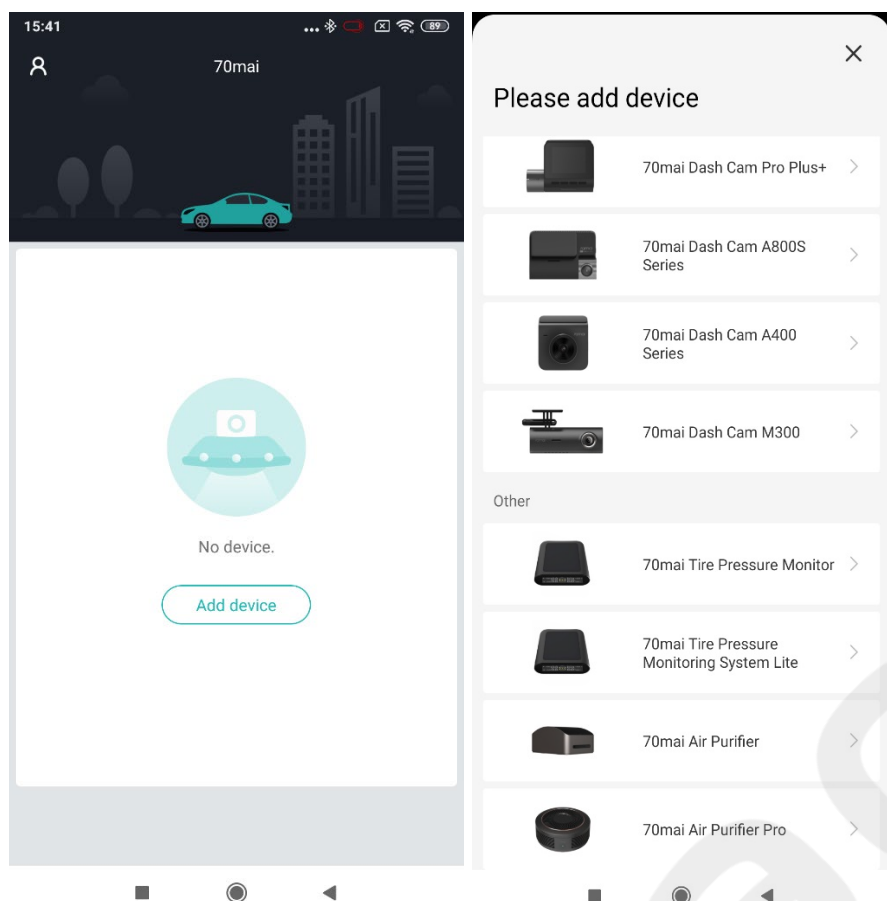 15:41
89
70mai
No device.
Add device
Please add device
70mai Dash Cam Pro Plus+
70mai Dash Cam A800S
Series
70mai Dash Cam A400
Series
70mai Dash Cam M300
Other
70mai Tire Pressure Monitor
70mai Tire Pressure
Monitoring System Lite
70mai Air Purifier
70mai Air Purifier Pro